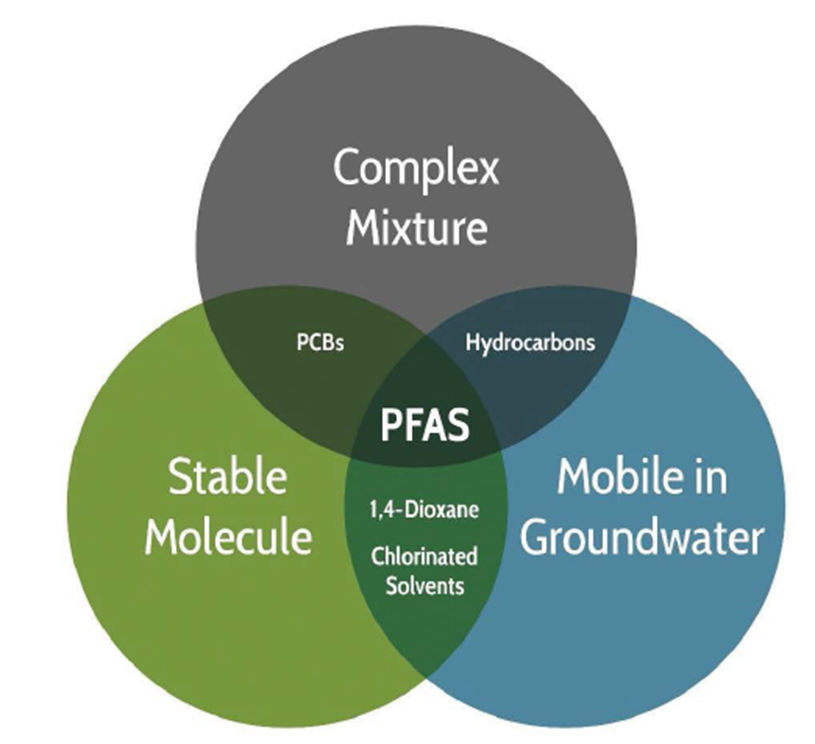 Complex
Mixture
PCBs
Hydrocarbons
PFAS
Stable
Molecule
Mobile in
Groundwater
1,4-Dioxane
Chlorinated
Solvents